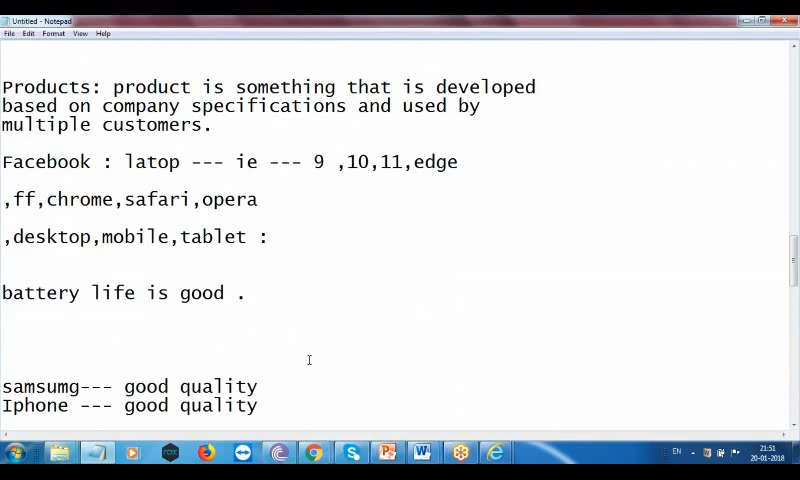 Untitled - Notepad
File Edit Format View Help
Products: product is something that is developed
based on company specifications and used by
multiple customers.
Facebook : latop --- ie --- 9 ,10,11,edge
,ff,chrome,safari,opera
,desktop,mobile,tablet :
battery life is good .
samsumg--- good quality
Iphone --- good quality
EN
21:51
20-01-2018